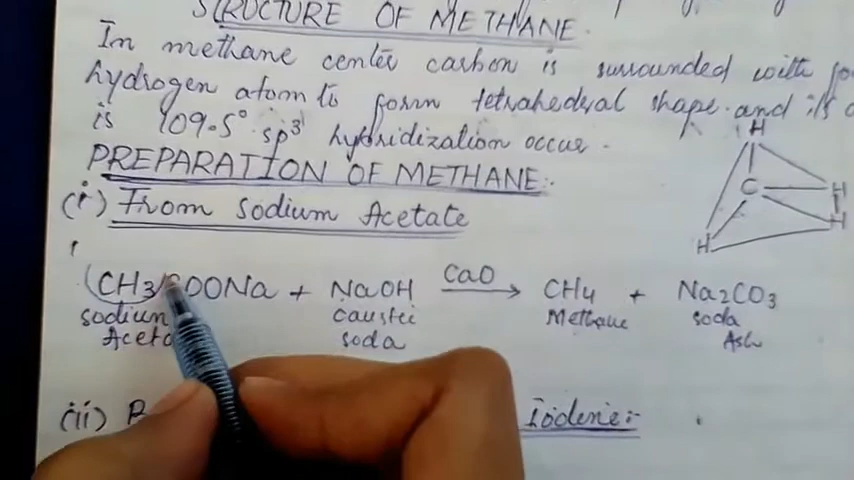 STRUCTURE OF METHANE.
In methane center carbon is surrounded with
hydrogen atom to form tetrahedral shape and its
is 109.5° sp³ hybridization occur.
PREPARATION OF METHANE:-
(i) From Sodium Acetate
CH3COONa + NaOH CaO → CH4 + Na2CO3
sodium caustic Methane soda
soda Ash
(ii) Iodene:-
H
C
H
H
H